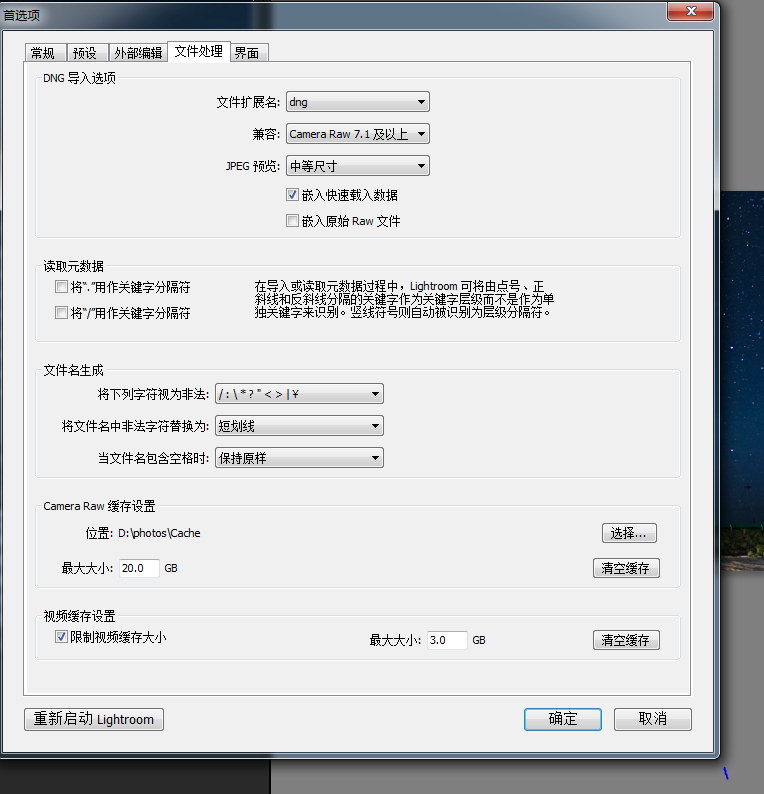 首选项
常规 预设 外部编辑 文件处理 界面
DNG 导入选项
文件扩展名: dng
兼容: Camera Raw 7.1 及以上
JPEG 预览: 中等尺寸
嵌入快速载入数据
嵌入原始 Raw 文件
读取元数据
将“.”用作关键字分隔符
将“/”用作关键字分隔符
在导入或读取元数据过程中，Lightroom 可将由点号、正
斜线和反斜线分隔的关键字作为关键字层级而不是作为单
独关键字来识别。竖线符号则自动被识别为层级分隔符。
文件名生成
将下列字符视为非法: / : \ * ? " < > | ¥
将文件名中非法字符替换为: 短划线
当文件名包含空格时: 保持原样
Camera Raw 缓存设置
位置: D:\photos\Cache 选择...
最大大小: 20.0 GB 清空缓存
视频缓存设置
限制视频缓存大小 最大大小: 3.0 GB 清空缓存
重新启动 Lightroom 确定 取消